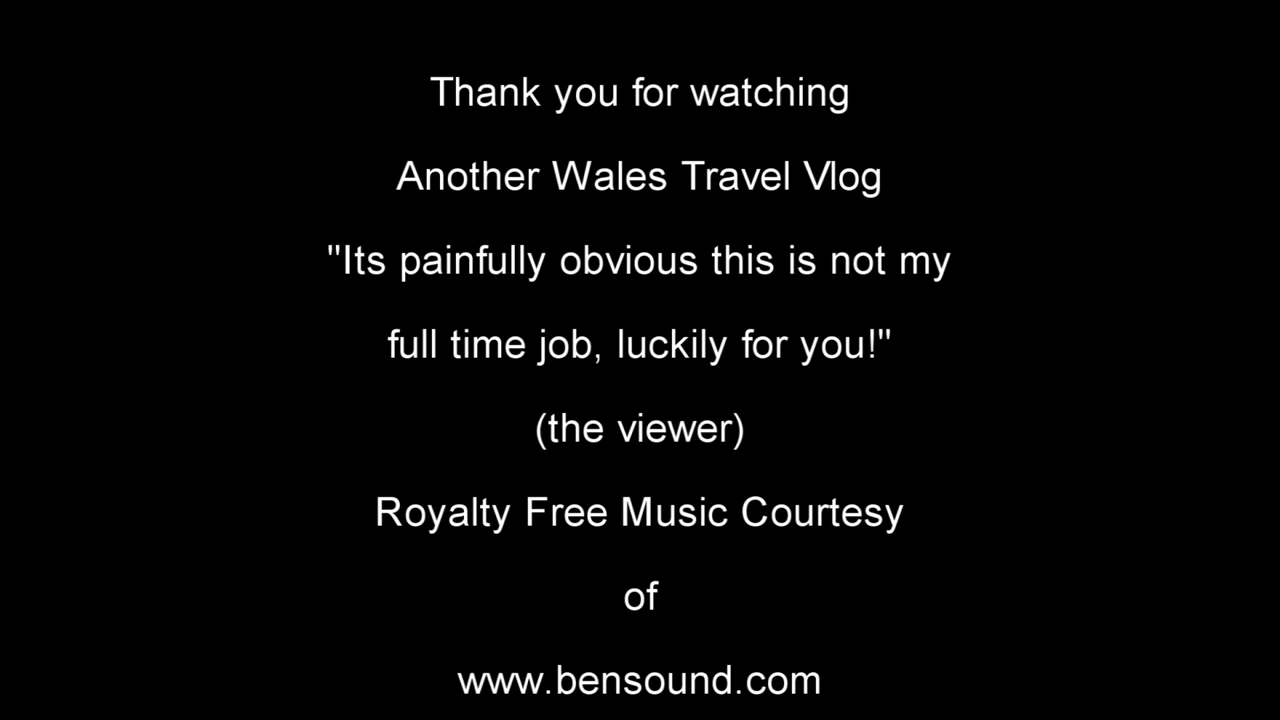 Thank you for watching
Another Wales Travel Vlog
"Its painfully obvious this is not my
full time job, luckily for you!"
(the viewer)
Royalty Free Music Courtesy
of
www.bensound.com